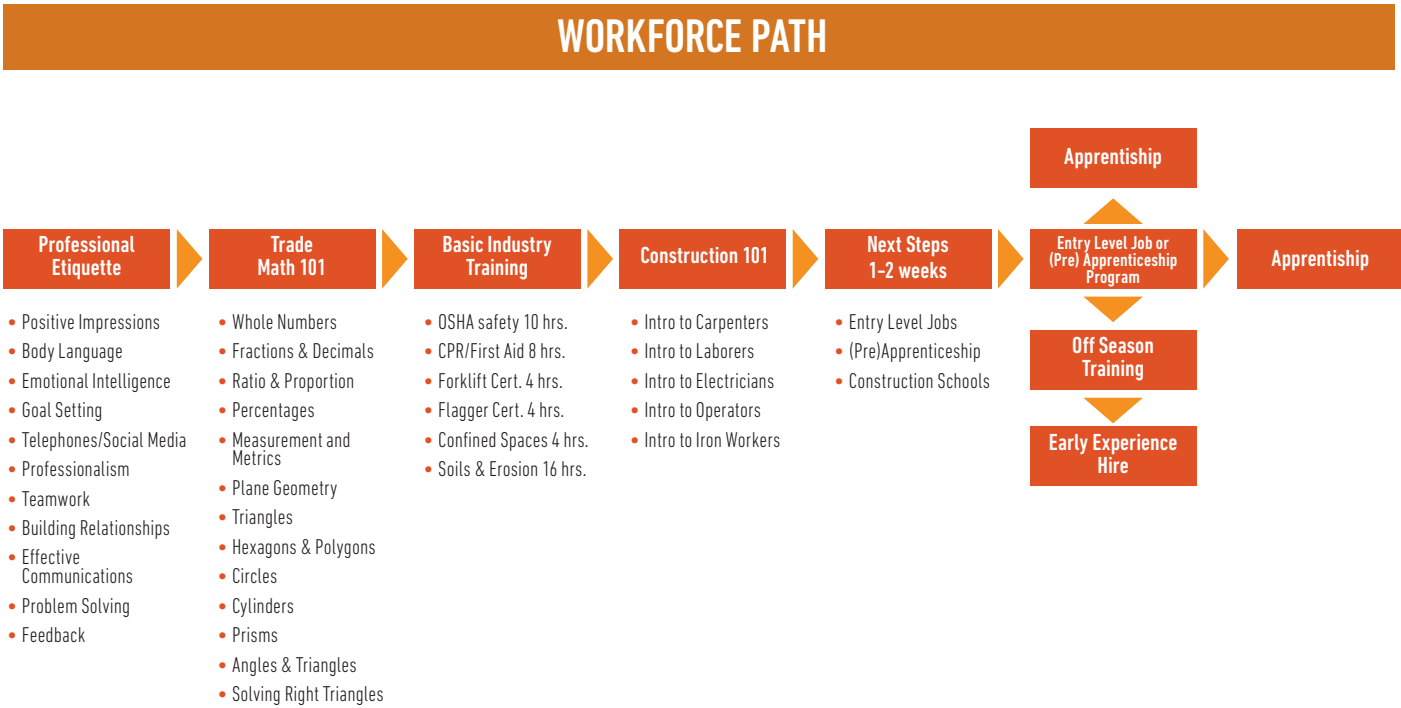 WORKFORCE PATH
Apprentiship
Professional
Etiquette
Trade
Math 101
Basic Industry
Training
Construction 101
Next Steps
1-2 weeks
Entry Level Job or
(Pre) Apprenticeship
Program
Apprentiship
• Positive Impressions
• Body Language
• Emotional Intelligence
• Goal Setting
• Telephones/Social Media
• Professionalism
• Teamwork
• Building Relationships
• Effective
Communications
• Problem Solving
• Feedback
• Whole Numbers
• Fractions & Decimals
• Ratio & Proportion
• Percentages
• Measurement and
Metrics
• Plane Geometry
• Triangles
• Hexagons & Polygons
• Circles
• Cylinders
• Prisms
• Angles & Triangles
• Solving Right Triangles
• OSHA safety 10 hrs.
• CPR/First Aid 8 hrs.
• Forklift Cert. 4 hrs.
• Flagger Cert. 4 hrs.
• Confined Spaces 4 hrs.
• Soils & Erosion 16 hrs.
• Intro to Carpenters
• Intro to Laborers
• Intro to Electricians
• Intro to Operators
• Intro to Iron Workers
• Entry Level Jobs
• (Pre)Apprenticeship
• Construction Schools
Off Season
Training
Early Experience
Hire